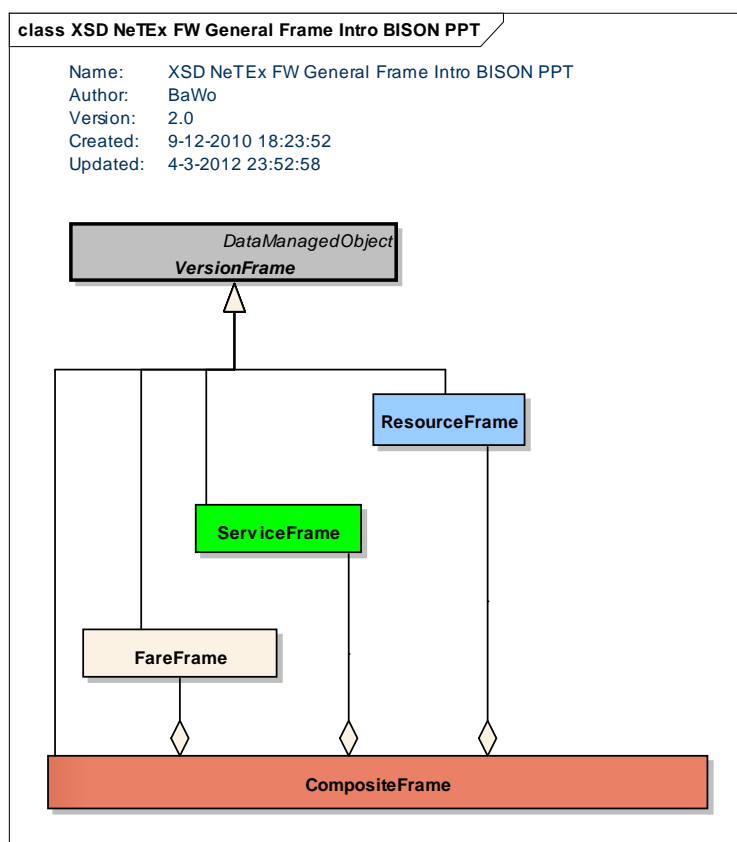 class XSD NeTEx FW General Frame Intro BISON PPT
Name: XSD NeTEx FW General Frame Intro BISON PPT
Author: BaWo
Version: 2.0
Created: 9-12-2010 18:23:52
Updated: 4-3-2012 23:52:58
DataManagedObject
VersionFrame
ResourceFrame
ServiceFrame
FareFrame
CompositeFrame